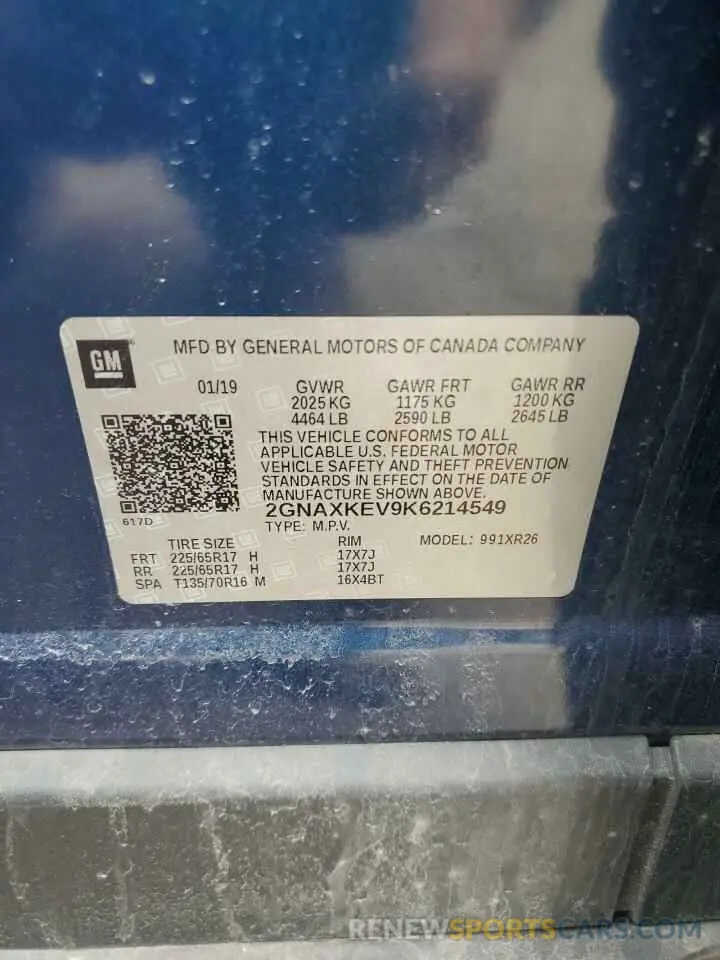 GM
MFD BY GENERAL MOTORS OF CANADA COMPANY
01/19 GVWR GAWR FRT GAWR RR
2025 KG 1175 KG 1200 KG
4464 LB 2590 LB 2645 LB
THIS VEHICLE CONFORMS TO ALL
APPLICABLE U.S. FEDERAL MOTOR
VEHICLE SAFETY AND THEFT PREVENTION
STANDARDS IN EFFECT ON THE DATE OF
MANUFACTURE SHOWN ABOVE.
2GNAXKEV9K6214549
617D
TYPE: M.P.V.
TIRE SIZE RIM MODEL: 991XR26
FRT 225/65R17 H 17X7J
RR 225/65R17 H 17X7J
SPA T135/70R16 M 16X4BT
RENEWSPORTSCARS.COM